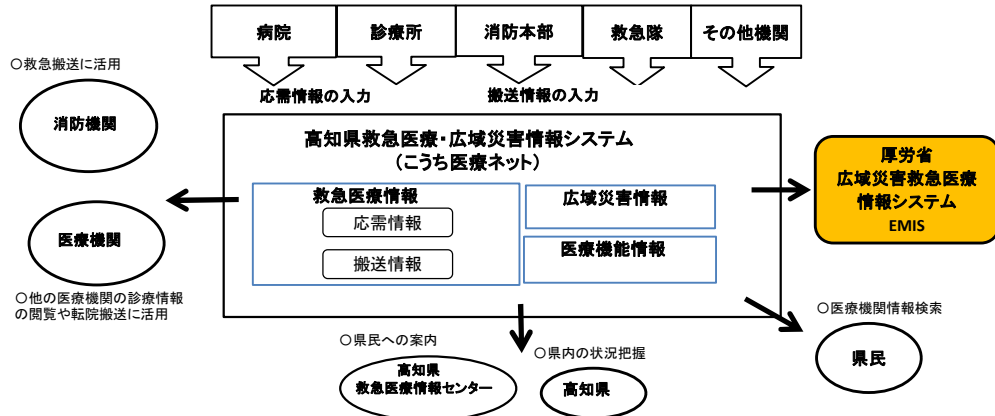 病院
診療所
消防本部
救急隊
その他機関
○救急搬送に活用
応需情報の入力
搬送情報の入力
消防機関
高知県救急医療・広域災害情報システム
(こうち医療ネット)
厚労省
広域災害救急医療
情報システム
EMIS
救急医療情報
広域災害情報
応需情報
医療機関
医療機能情報
搬送情報
○他の医療機関の診療情報
の閲覧や転院搬送に活用
○医療機関情報検索
○県民への案内
○県内の状況把握
県民
高知県
救急医療情報センター
高知県